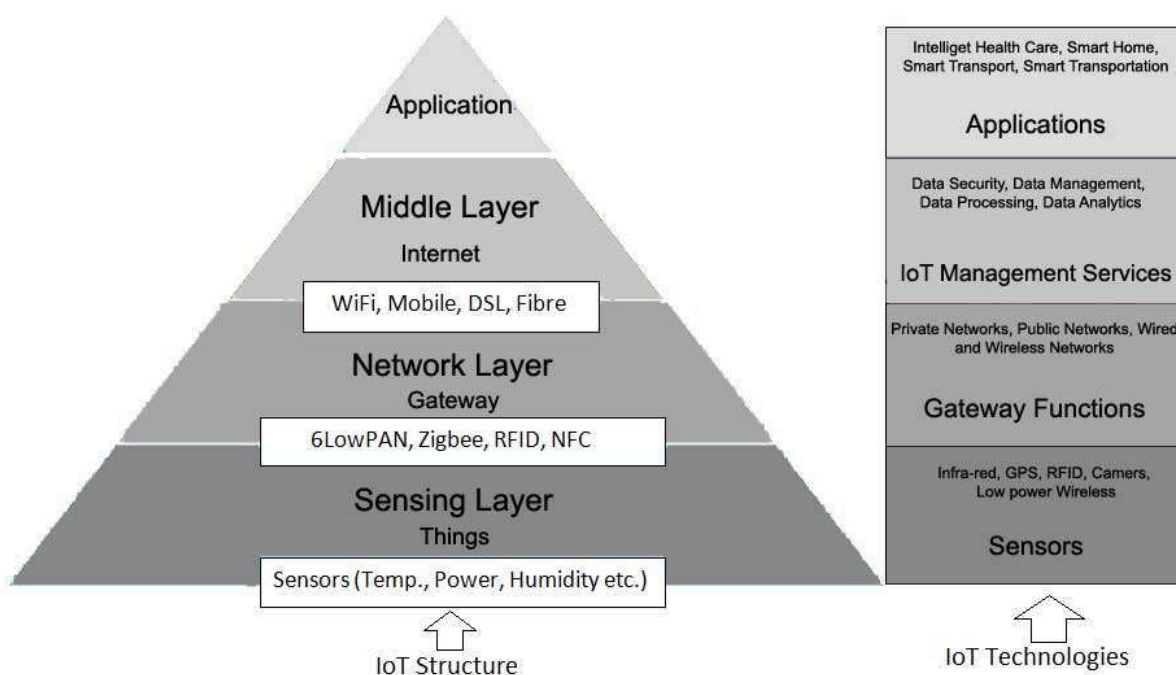 Application
Middle Layer
Internet
WiFi, Mobile, DSL, Fibre
Network Layer
Gateway
6LowPAN, Zigbee, RFID, NFC
Sensing Layer
Things
Sensors (Temp., Power, Humidity etc.)
IoT Structure
Intelliget Health Care, Smart Home,
Smart Transport, Smart Transportation
Applications
Data Security, Data Management,
Data Processing, Data Analytics
IoT Management Services
Private Networks, Public Networks, Wired
and Wireless Networks
Gateway Functions
Infra-red, GPS, RFID, Camers,
Low power Wireless
Sensors
IoT Technologies